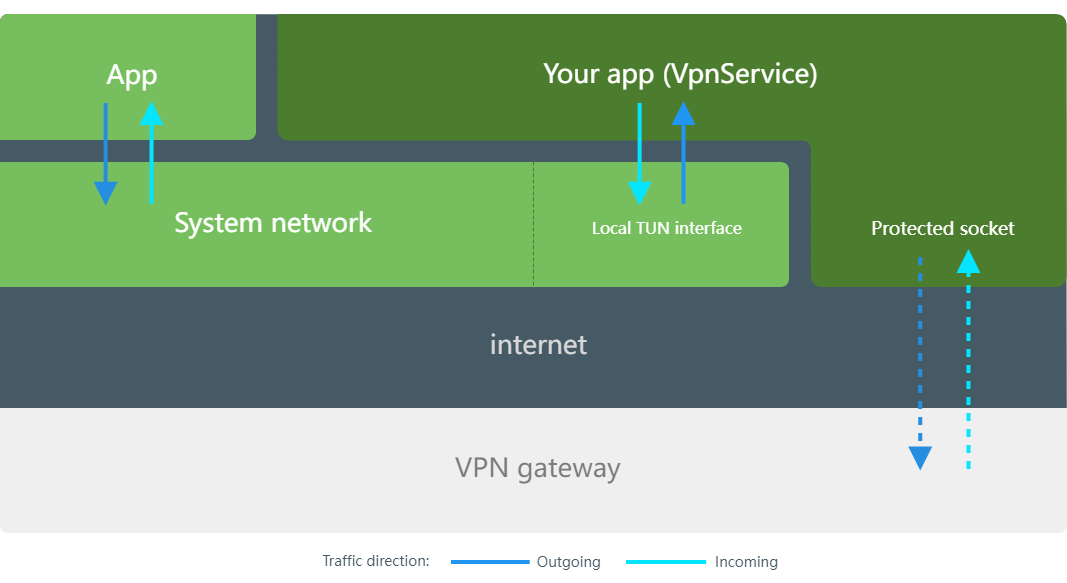 App
Your app (VpnService)
System network
Local TUN interface
Protected socket
internet
VPN gateway
Traffic direction: Outgoing Incoming